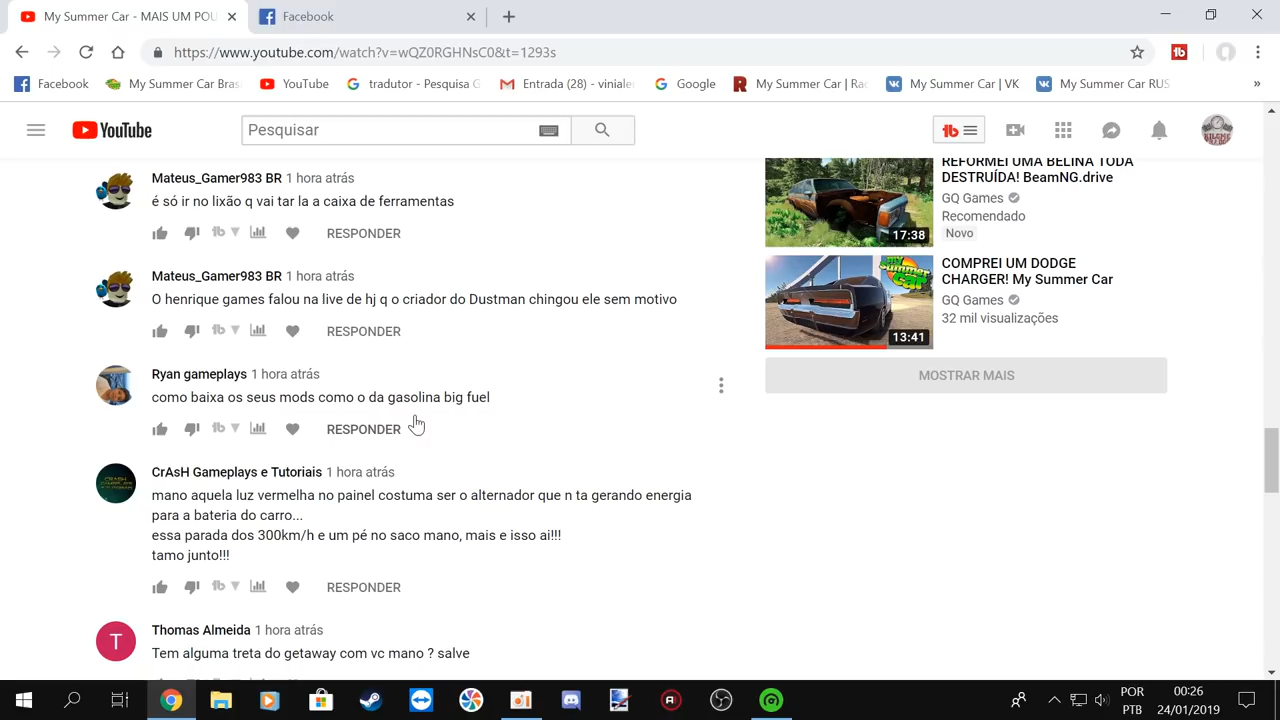 My Summer Car - MAIS UM POU
Facebook
https://www.youtube.com/watch?v=wQZ0RGHNsC0&t=1293s
Facebook
My Summer Car Bras
YouTube
tradutor - Pesquisa G
Entrada (28) - viniale
Google
My Summer Car | Rac
My Summer Car | VK
My Summer Car RUS
YouTube
Pesquisar
Mateus_Gamer983 BR 1 hora atrás
é só ir no lixão q vai tar la a caixa de ferramentas
RESPONDER
Mateus_Gamer983 BR 1 hora atrás
O henrique games falou na live de hj q o criador do Dustman chingou ele sem motivo
RESPONDER
Ryan gameplays 1 hora atrás
como baixa os seus mods como o da gasolina big fuel
RESPONDER
CrAsH Gameplays e Tutoriais 1 hora atrás
mano aquela luz vermelha no painel costuma ser o alternador que n ta gerando energia
para a bateria do carro...
essa parada dos 300km/h e um pé no saco mano, mais e isso ai!!!
tamo junto!!!
RESPONDER
T
Thomas Almeida 1 hora atrás
Tem alguma treta do getaway com vc mano ? salve
REFORMEI UMA BELINA TODA
DESTRUÍDA! BeamNG.drive
GQ Games
Recomendado
Novo
17:38
COMPREI UM DODGE
CHARGER! My Summer Car
GQ Games
32 mil visualizações
my summer car
13:41
MOSTRAR MAIS
POR
PTB
00:26
24/01/2019